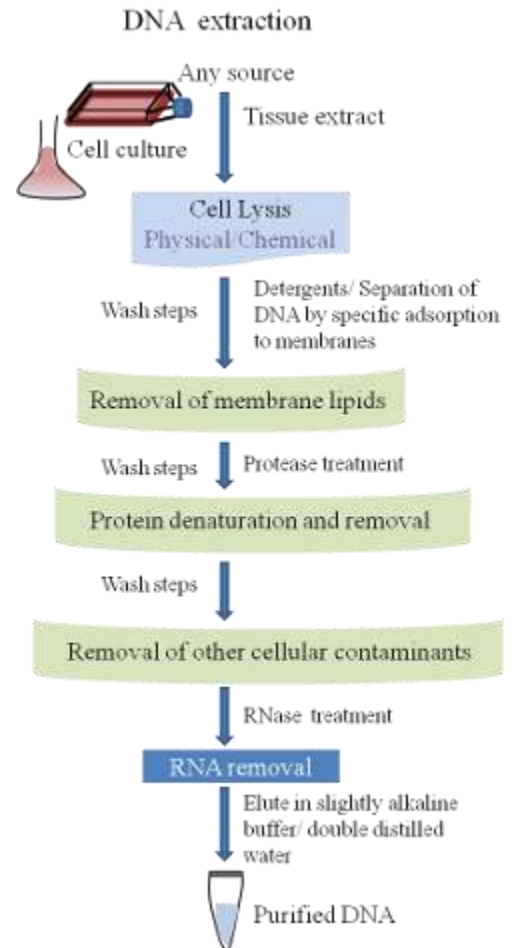 DNA extraction
Any source
Tissue extract
Cell culture
Cell Lysis
Physical/Chemical
Wash steps
Detergents/ Separation of
DNA by specific adsorption
to membranes
Removal of membrane lipids
Wash steps
Protease treatment
Protein denaturation and removal
Wash steps
Removal of other cellular contaminants
RNase treatment
RNA removal
Elute in slightly alkaline
buffer/ double distilled
water
Purified DNA